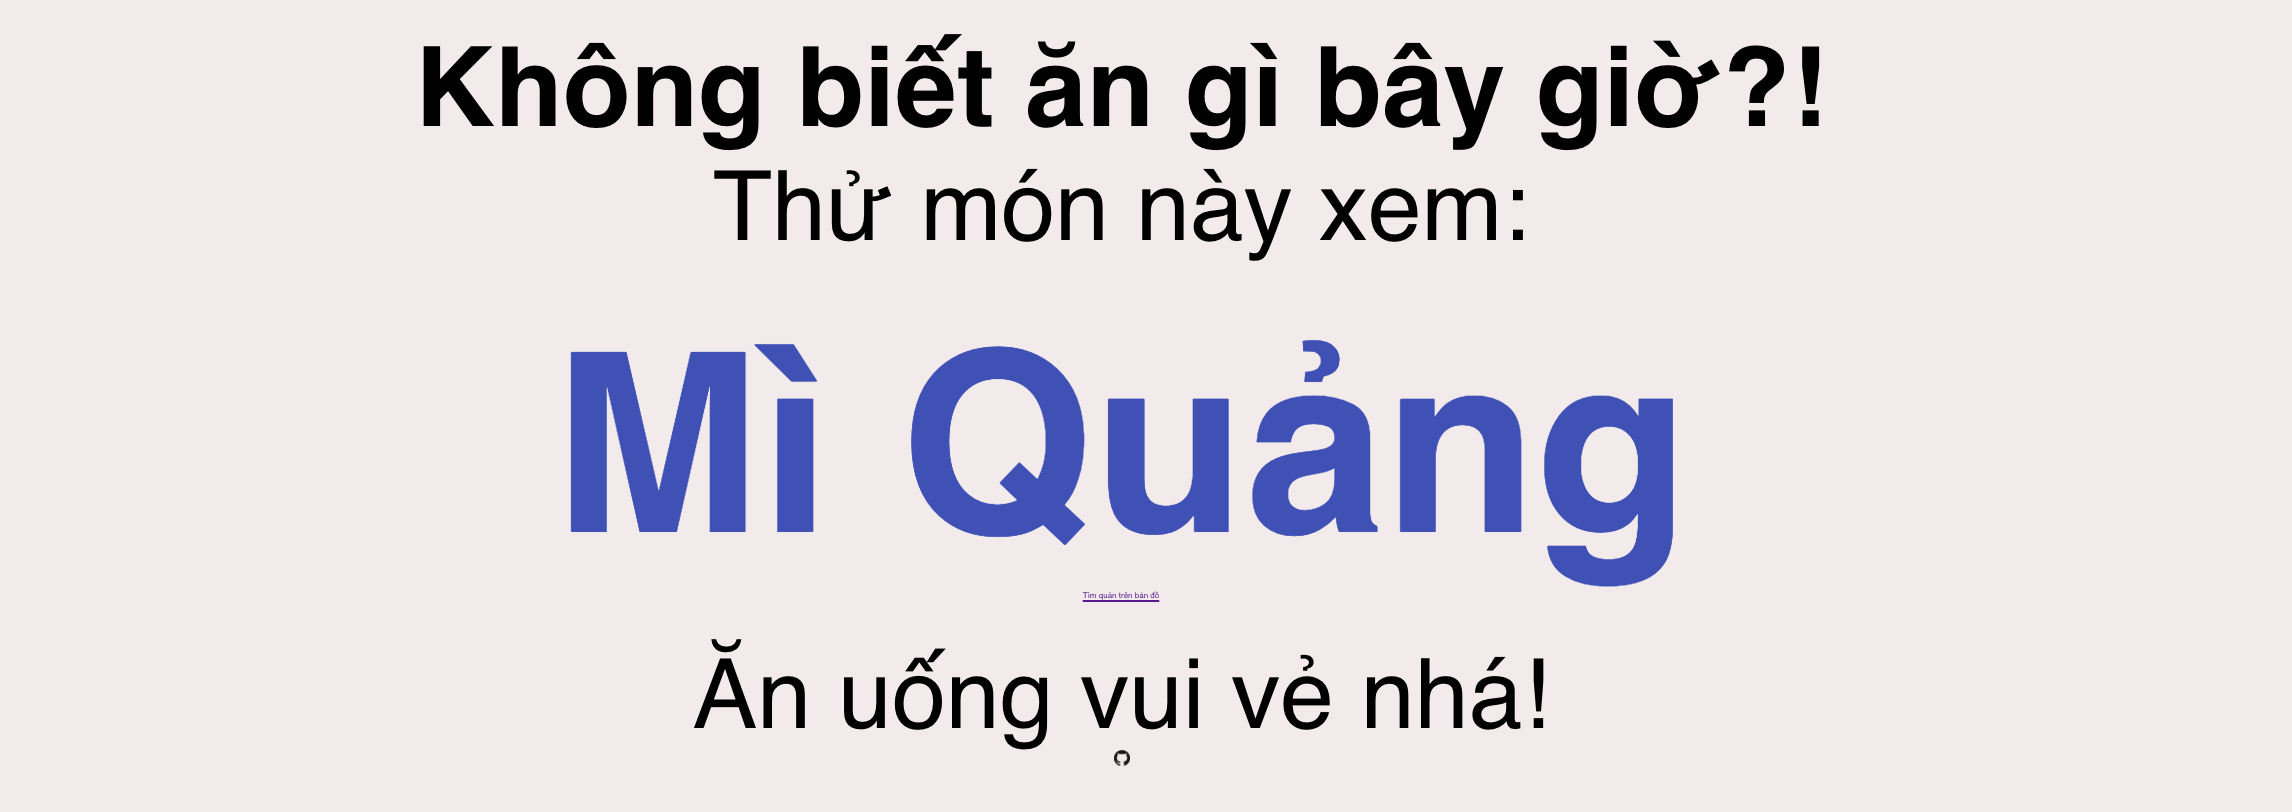 Không biết ăn gì bây giờ?!
Thử món này xem:
Mì Quảng
Tìm quán trên bản đồ
Ăn uống vui vẻ nhá!